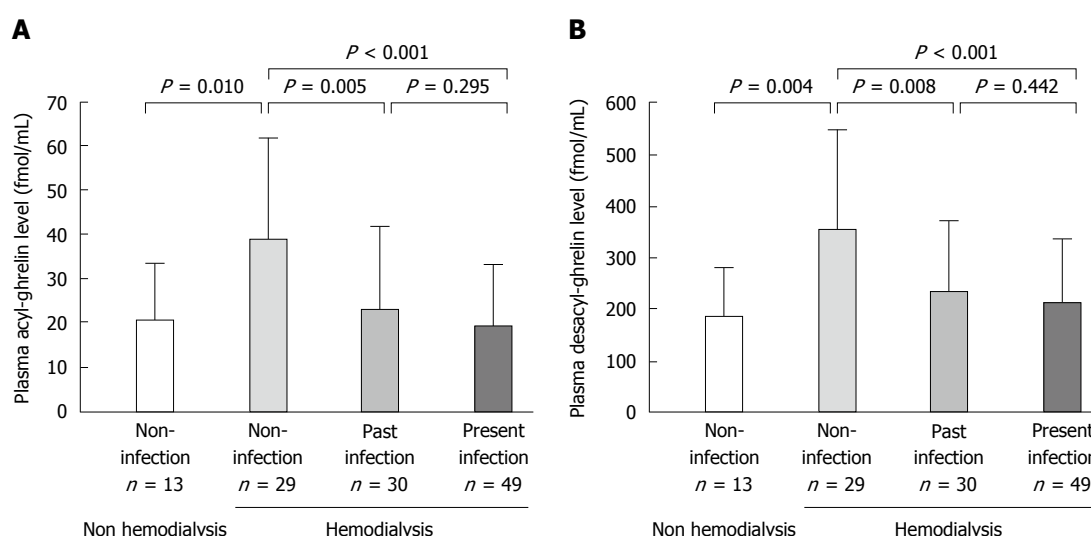 A
P < 0.001
P = 0.010
P = 0.005
P = 0.295
Plasma acyl-ghrelin level (fmol/mL)
70
60
50
40
30
20
10
0
Non-
infection
n = 13
Non-
infection
n = 29
Past
infection
n = 30
Present
infection
n = 49
Non hemodialysis
Hemodialysis
B
P < 0.001
P = 0.004
P = 0.008
P = 0.442
Plasma desacyl-ghrelin level (fmol/mL)
600
500
400
300
200
100
0
Non-
infection
n = 13
Non-
infection
n = 29
Past
infection
n = 30
Present
infection
n = 49
Non hemodialysis
Hemodialysis